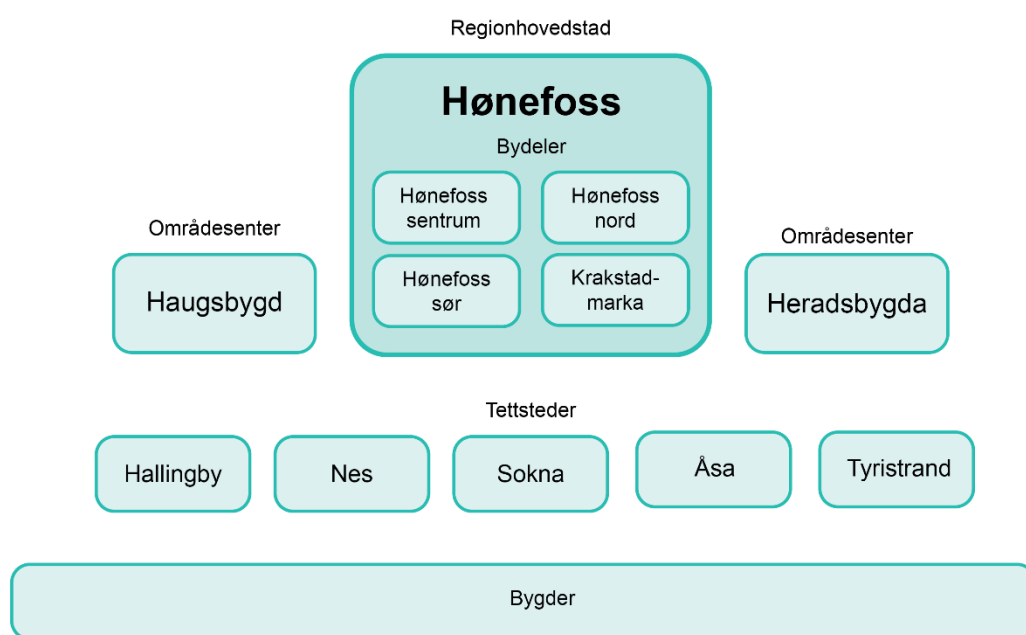 Regionhovedstad
Hønefoss
Bydeler
Hønefoss
sentrum
Hønefoss
nord
Hønefoss
sør
Krakstad-
marka
Områdesenter
Haugsbygd
Områdesenter
Heradsbygda
Tettsteder
Hallingby
Nes
Sokna
Åsa
Tyristrand
Bygder